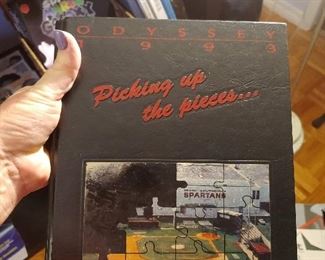 ODYSSEY
1993
Picking up
the pieces...
SPARTANS